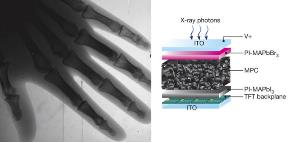 X-ray photons
ITO
V+
PI-MAPbBr₃
MPC
PI-MAPbI₃
TFT backplane
ITO